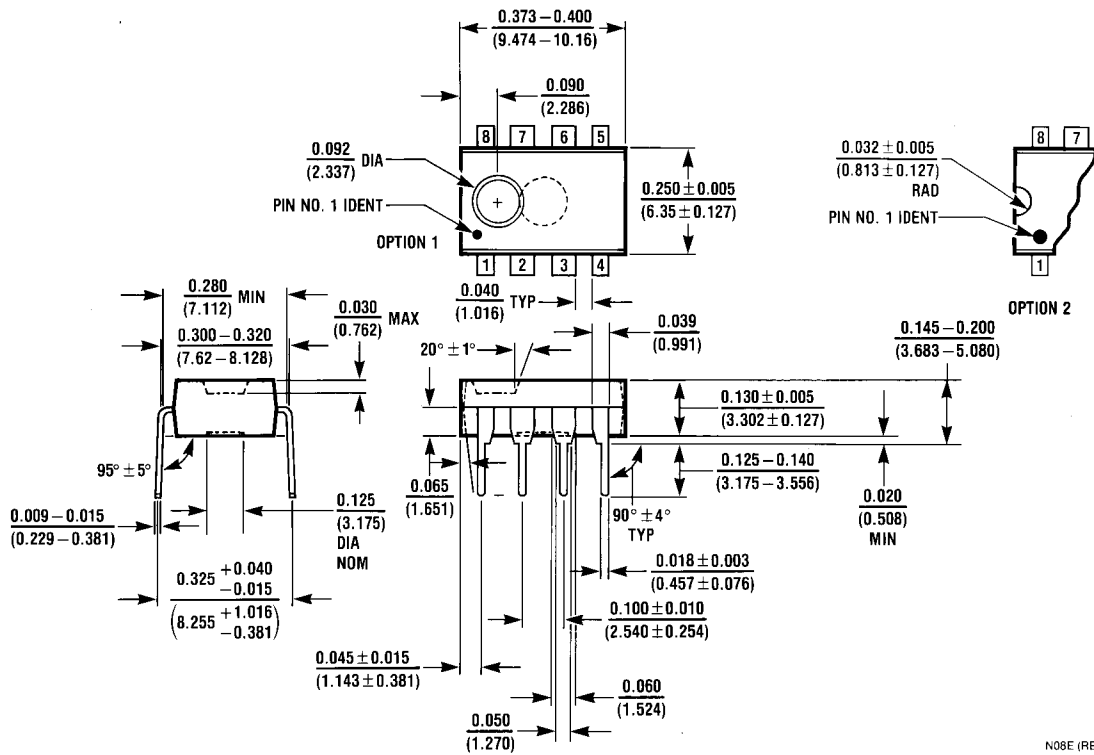 0.373 – 0.400
(9.474 – 10.16)
0.090
(2.286)
8 7 6 5
0.092 DIA
(2.337)
PIN NO. 1 IDENT
OPTION 1
0.250 ± 0.005
(6.35 ± 0.127)
1 2 3 4
8 7
0.032 ± 0.005
(0.813 ± 0.127)
RAD
PIN NO. 1 IDENT
1
OPTION 2
0.280 MIN
(7.112)
0.300 – 0.320
(7.62 – 8.128)
0.030 MAX
(0.762)
0.040 TYP
(1.016)
0.039
(0.991)
0.145 – 0.200
(3.683 – 5.080)
20° ± 1°
0.130 ± 0.005
(3.302 ± 0.127)
95° ± 5°
0.065
(1.651)
0.125 – 0.140
(3.175 – 3.556)
0.020
(0.508)
MIN
90° ± 4°
TYP
0.009 – 0.015
(0.229 – 0.381)
0.125
(3.175)
DIA
NOM
0.018 ± 0.003
(0.457 ± 0.076)
0.325 +0.040
−0.015
(8.255 +1.016
−0.381)
0.100 ± 0.010
(2.540 ± 0.254)
0.045 ± 0.015
(1.143 ± 0.381)
0.060
(1.524)
0.050
(1.270)
N08E (RE